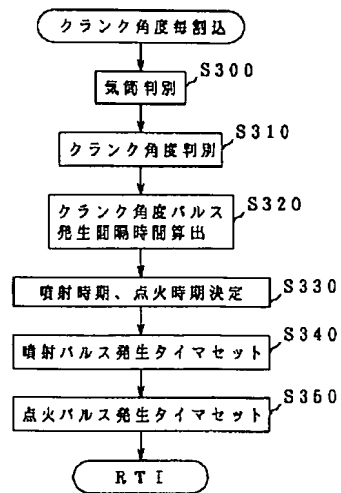 クランク角度毎割込
S300
気筒判別
S310
クランク角度判別
S320
クランク角度パルス
発生間隔時間算出
S330
噴射時期、点火時期決定
S340
噴射パルス発生タイマセット
S350
点火パルス発生タイマセット
RTI